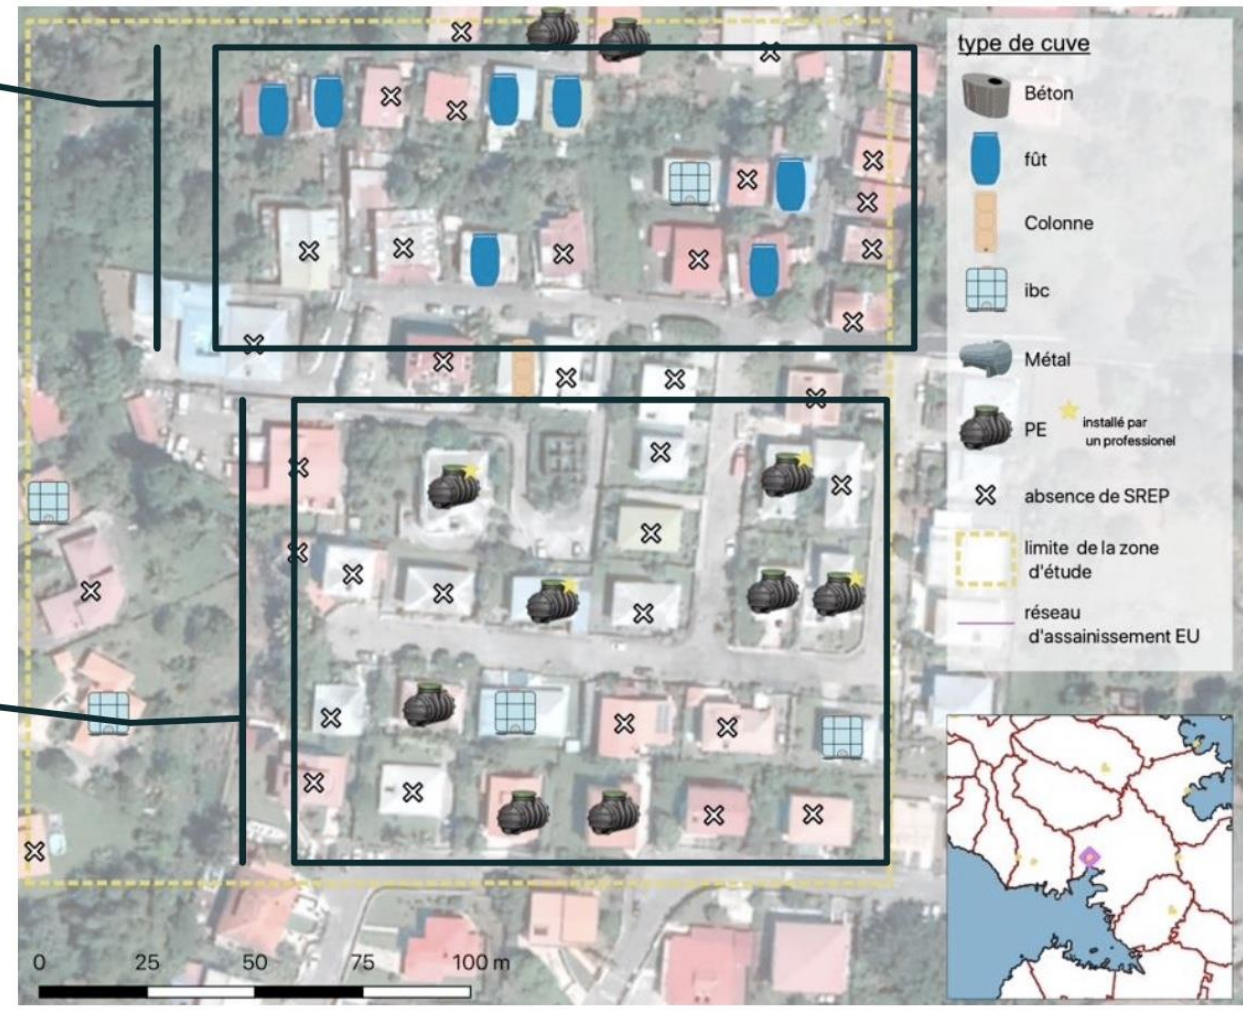 type de cuve
Béton
fût
Colonne
ibc
Métal
PE
installé par
un professionel
absence de SREP
limite de la zone
d'étude
réseau
d'assainissement EU
0 25 50 75 100 m